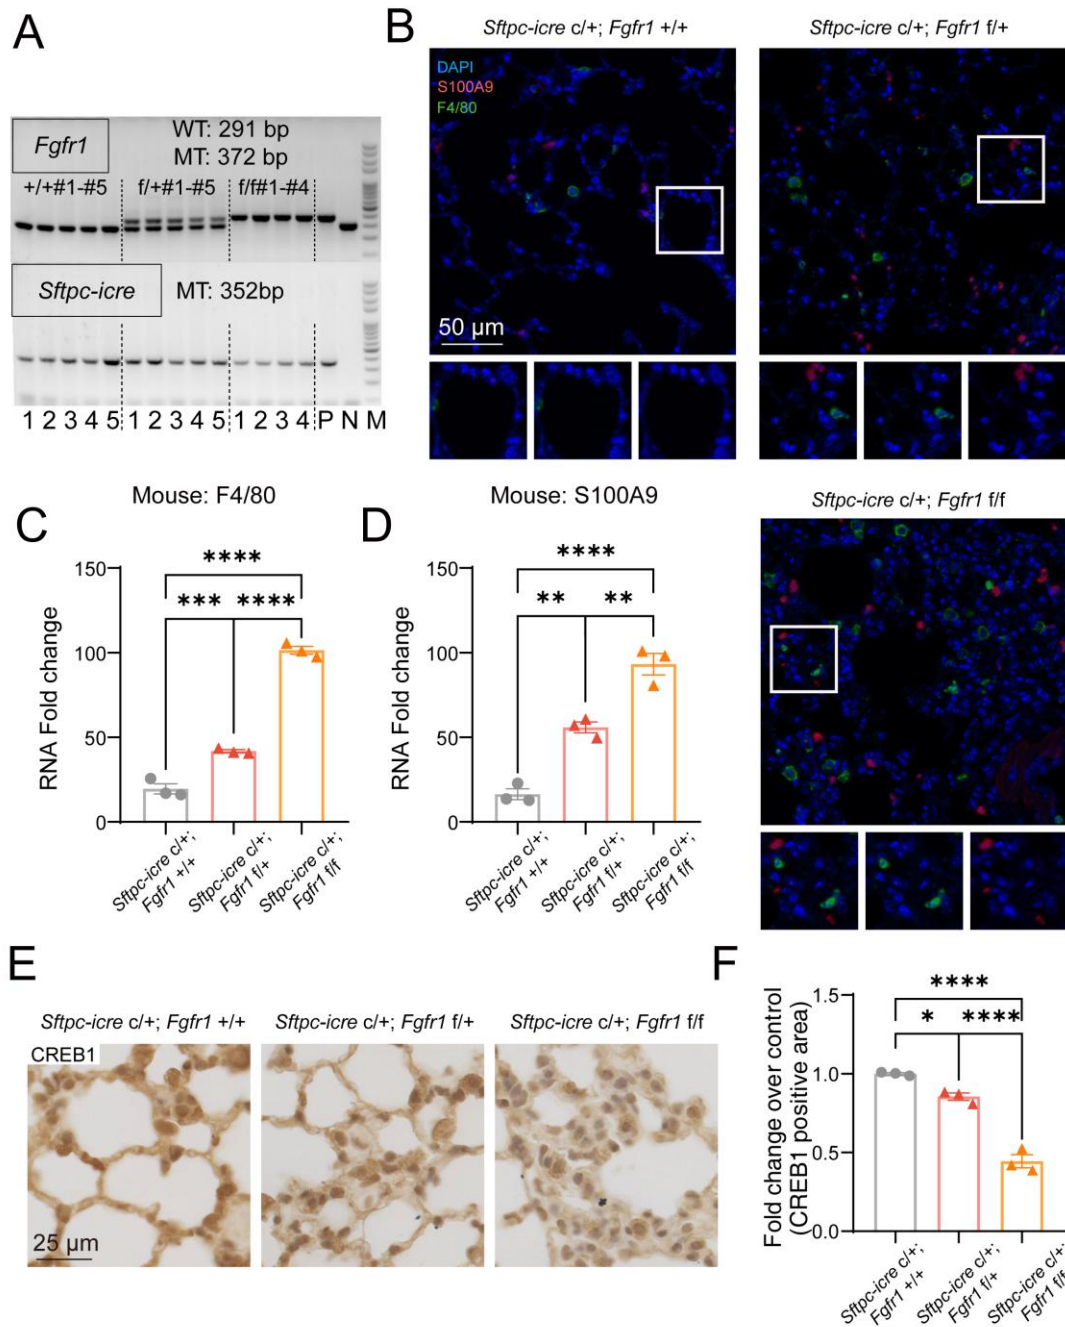 A
Fgfr1
WT: 291 bp
MT: 372 bp
+/+#1-#5
f/+#1-#5
f/f#1-#4
Sftpc-icre
MT: 352bp
1 2 3 4 5 1 2 3 4 5 1 2 3 4 P N M
B
Sftpc-icre c/+; Fgfr1 +/+
Sftpc-icre c/+; Fgfr1 f/+
DAPI
S100A9
F4/80
50 µm
Sftpc-icre c/+; Fgfr1 f/f
C
Mouse: F4/80
RNA Fold change
150
100
50
0
****
*** ****
Sftpc-icre c/+;
Fgfr1 +/+
Sftpc-icre c/+;
Fgfr1 f/+
Sftpc-icre c/+;
Fgfr1 f/f
D
Mouse: S100A9
RNA Fold change
150
100
50
0
****
** **
Sftpc-icre c/+;
Fgfr1 +/+
Sftpc-icre c/+;
Fgfr1 f/+
Sftpc-icre c/+;
Fgfr1 f/f
E
Sftpc-icre c/+; Fgfr1 +/+
Sftpc-icre c/+; Fgfr1 f/+
Sftpc-icre c/+; Fgfr1 f/f
CREB1
25 µm
F
Fold change over control
(CREB1 positive area)
1.5
1.0
0.5
0.0
****
* ****
Sftpc-icre c/+;
Fgfr1 +/+
Sftpc-icre c/+;
Fgfr1 f/+
Sftpc-icre c/+;
Fgfr1 f/f